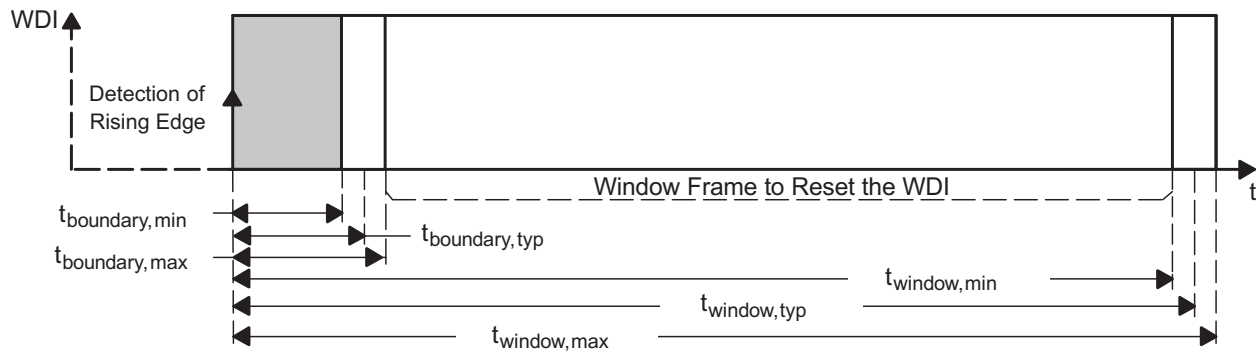 WDI
Detection of
Rising Edge
Window Frame to Reset the WDI
t
tboundary,min
tboundary,typ
tboundary,max
twindow,min
twindow,typ
twindow,max